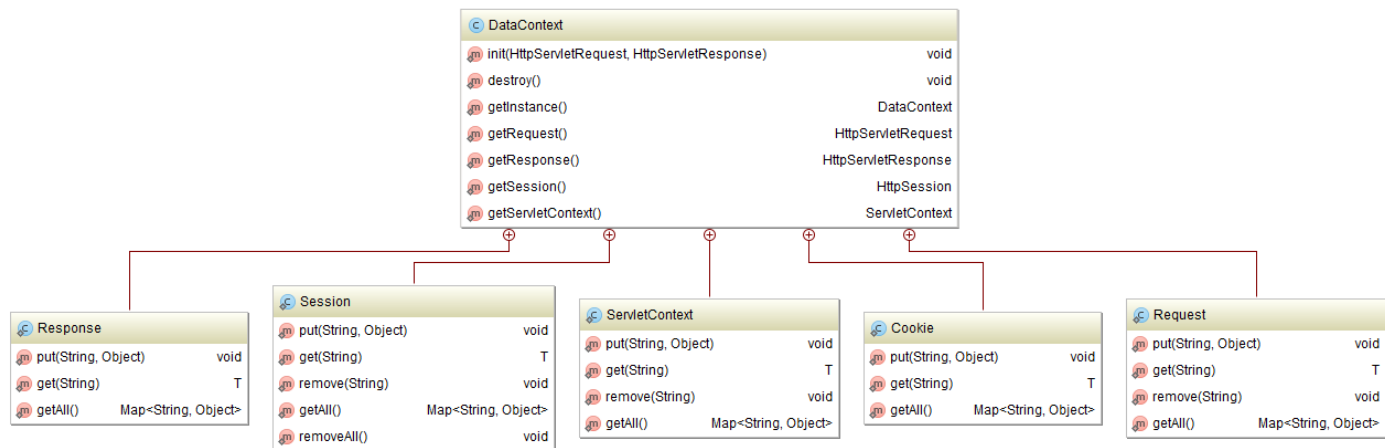 DataContext
init(HttpServletRequest, HttpServletResponse) void
destroy() void
getInstance() DataContext
getRequest() HttpServletRequest
getResponse() HttpServletResponse
getSession() HttpSession
getServletContext() ServletContext
Response
put(String, Object) void
get(String) T
getAll() Map<String, Object>
Session
put(String, Object) void
get(String) T
remove(String) void
getAll() Map<String, Object>
removeAll() void
ServletContext
put(String, Object) void
get(String) T
remove(String) void
getAll() Map<String, Object>
Cookie
put(String, Object) void
get(String) T
getAll() Map<String, Object>
Request
put(String, Object) void
get(String) T
remove(String) void
getAll() Map<String, Object>